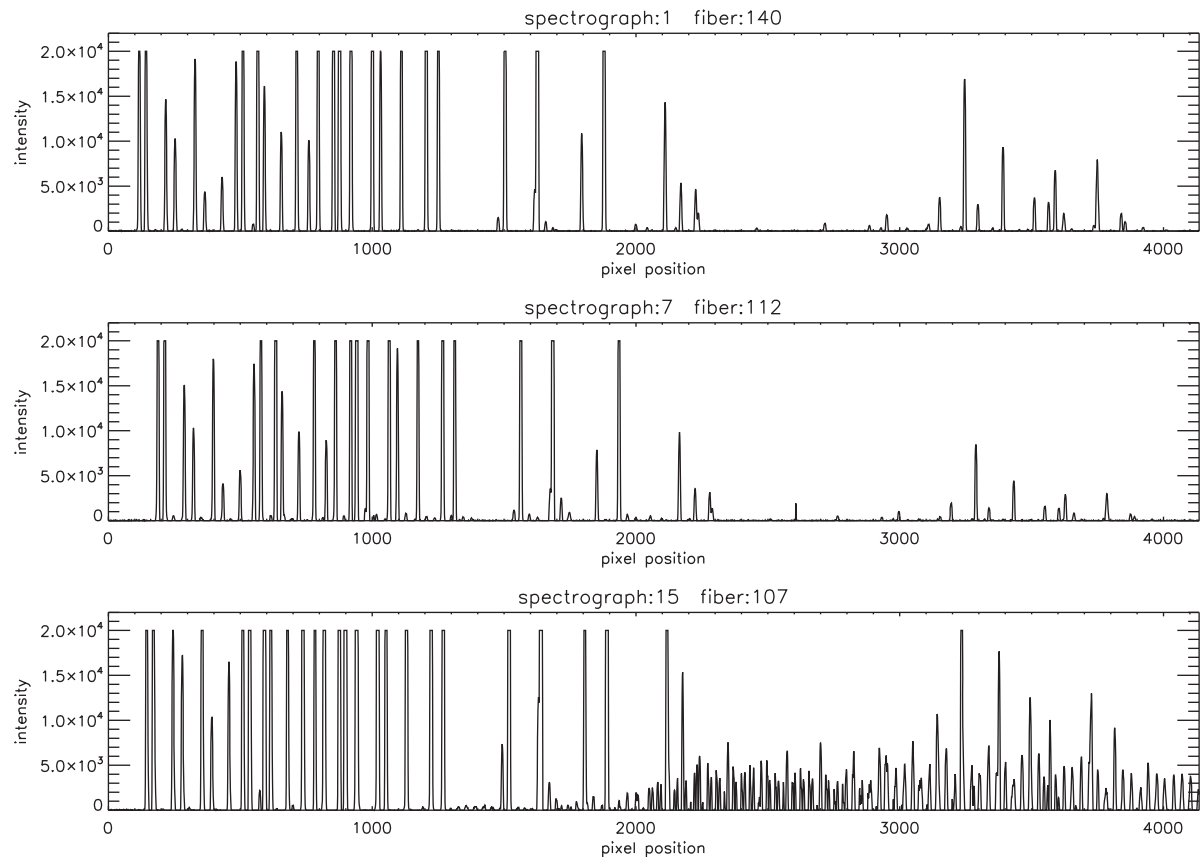 spectrograph:1 fiber:140
2.0×10⁴
1.5×10⁴
1.0×10⁴
5.0×10³
0
intensity
0 1000 2000 3000 4000
pixel position
spectrograph:7 fiber:112
2.0×10⁴
1.5×10⁴
1.0×10⁴
5.0×10³
0
intensity
0 1000 2000 3000 4000
pixel position
spectrograph:15 fiber:107
2.0×10⁴
1.5×10⁴
1.0×10⁴
5.0×10³
0
intensity
0 1000 2000 3000 4000
pixel position